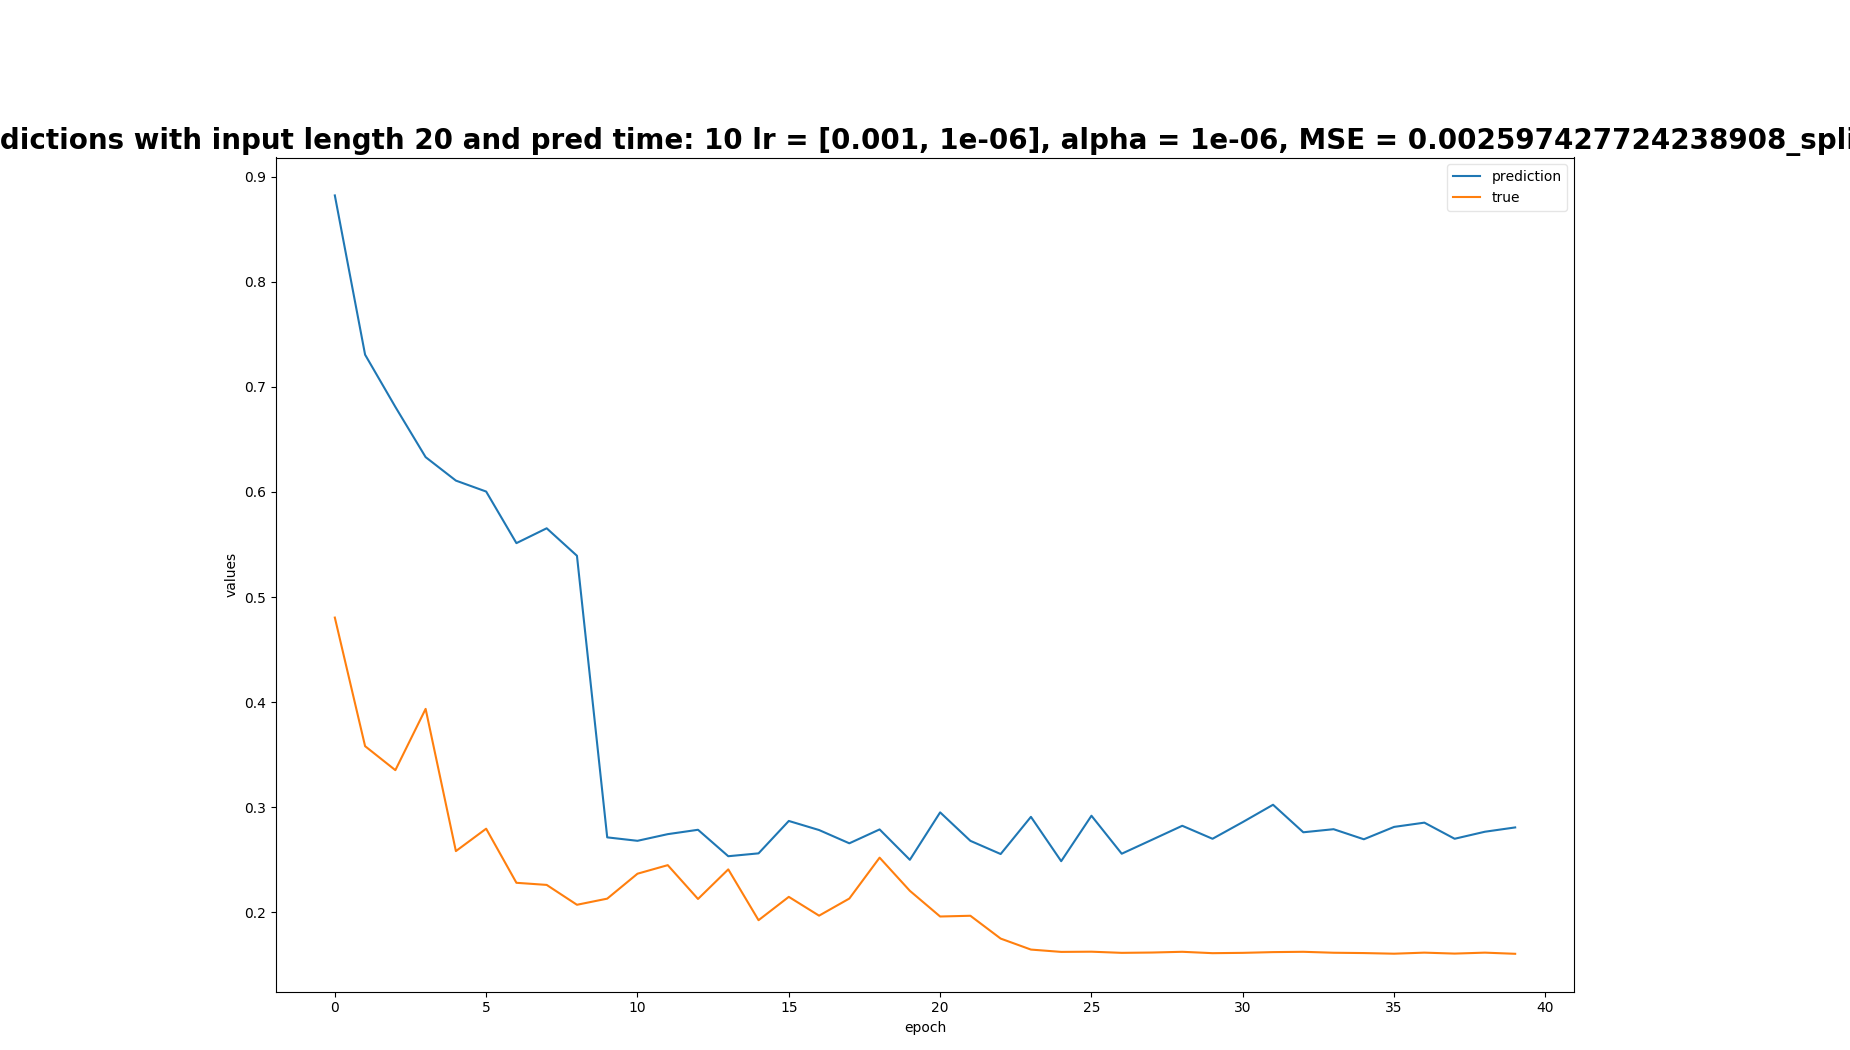 dictions with input length 20 and pred time: 10 lr = [0.001, 1e-06], alpha = 1e-06, MSE = 0.002597427724238908_spli
prediction
true
0.9
0.8
0.7
0.6
0.5
0.4
0.3
0.2
values
0 5 10 15 20 25 30 35 40
epoch